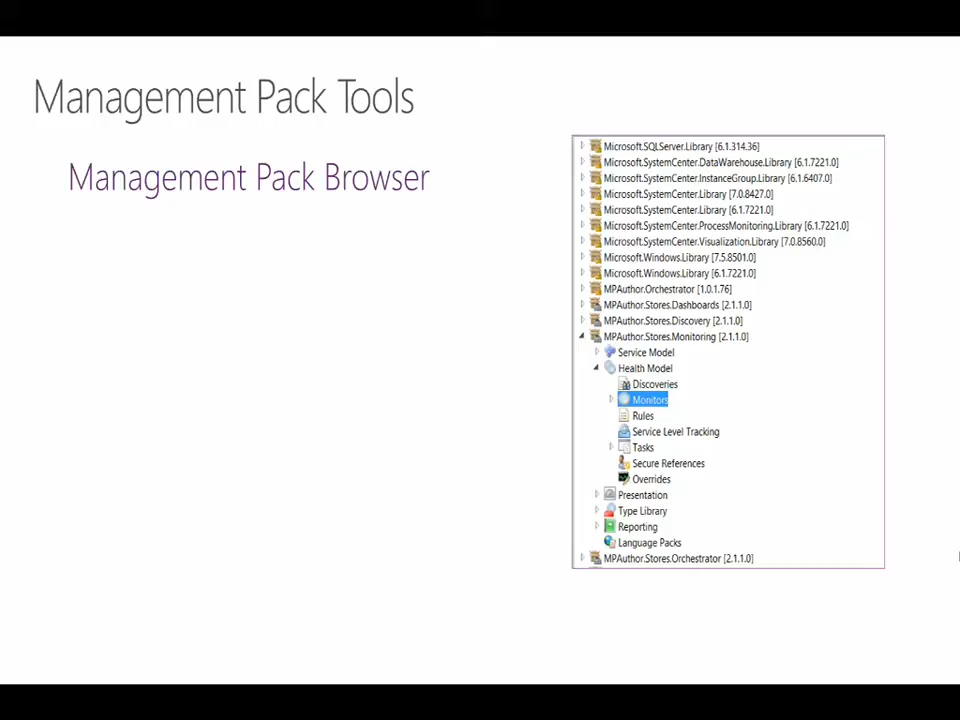 Management Pack Tools
Management Pack Browser
Microsoft.SQLServer.Library [6.1.314.36]
Microsoft.SystemCenter.DataWarehouse.Library [6.1.7221.0]
Microsoft.SystemCenter.InstanceGroup.Library [6.1.6407.0]
Microsoft.SystemCenter.Library [7.0.8427.0]
Microsoft.SystemCenter.Library [6.1.7221.0]
Microsoft.SystemCenter.ProcessMonitoring.Library [6.1.7221.0]
Microsoft.SystemCenter.Visualization.Library [7.0.8560.0]
Microsoft.Windows.Library [7.5.8501.0]
Microsoft.Windows.Library [6.1.7221.0]
MPAuthor.Orchestrator [1.0.1.76]
MPAuthor.Stores.Dashboards [2.1.1.0]
MPAuthor.Stores.Discovery [2.1.1.0]
MPAuthor.Stores.Monitoring [2.1.1.0]
Service Model
Health Model
Discoveries
Monitors
Rules
Service Level Tracking
Tasks
Secure References
Overrides
Presentation
Type Library
Reporting
Language Packs
MPAuthor.Stores.Orchestrator [2.1.1.0]